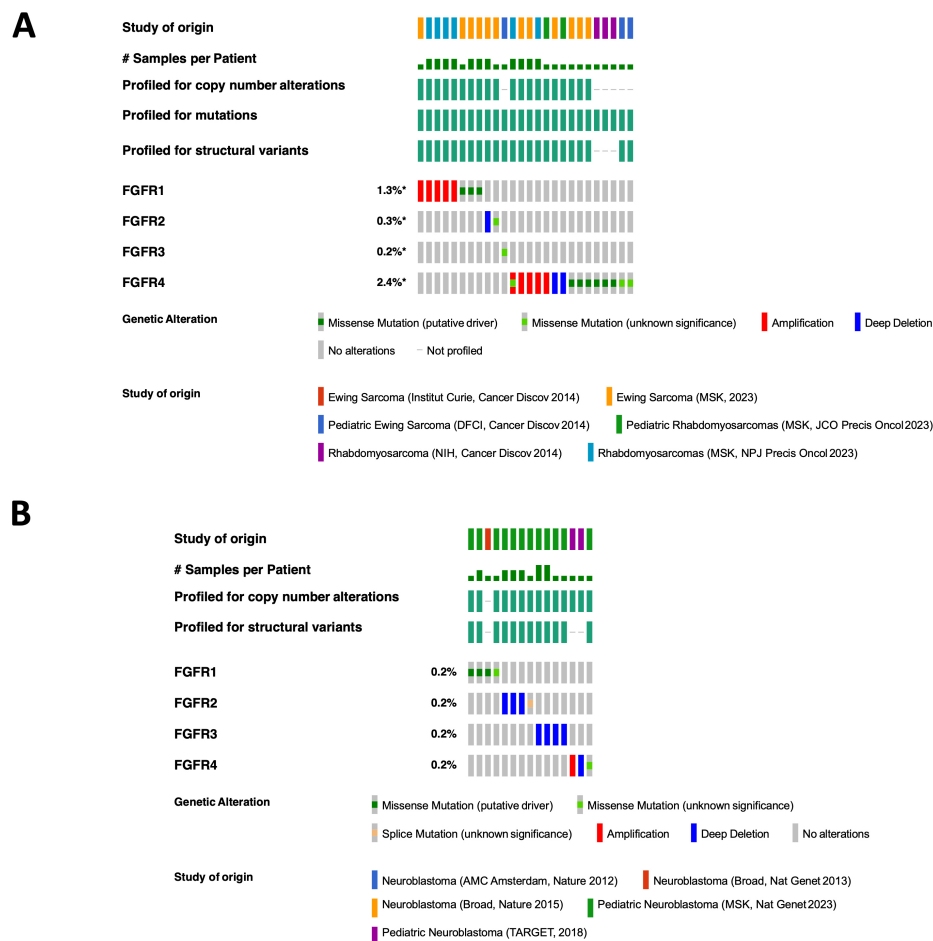 A
Study of origin
# Samples per Patient
Profiled for copy number alterations
Profiled for mutations
Profiled for structural variants
FGFR1 1.3%*
FGFR2 0.3%*
FGFR3 0.2%*
FGFR4 2.4%*
Genetic Alteration Missense Mutation (putative driver) Missense Mutation (unknown significance) Amplification Deep Deletion
No alterations Not profiled
Study of origin Ewing Sarcoma (Institut Curie, Cancer Discov 2014) Ewing Sarcoma (MSK, 2023)
Pediatric Ewing Sarcoma (DFCI, Cancer Discov 2014) Pediatric Rhabdomyosarcomas (MSK, JCO Precis Oncol 2023)
Rhabdomyosarcoma (NIH, Cancer Discov 2014) Rhabdomyosarcomas (MSK, NPJ Precis Oncol 2023)
B
Study of origin
# Samples per Patient
Profiled for copy number alterations
Profiled for structural variants
FGFR1 0.2%
FGFR2 0.2%
FGFR3 0.2%
FGFR4 0.2%
Genetic Alteration Missense Mutation (putative driver) Missense Mutation (unknown significance)
Splice Mutation (unknown significance) Amplification Deep Deletion No alterations
Study of origin Neuroblastoma (AMC Amsterdam, Nature 2012) Neuroblastoma (Broad, Nat Genet 2013)
Neuroblastoma (Broad, Nature 2015) Pediatric Neuroblastoma (MSK, Nat Genet 2023)
Pediatric Neuroblastoma (TARGET, 2018)